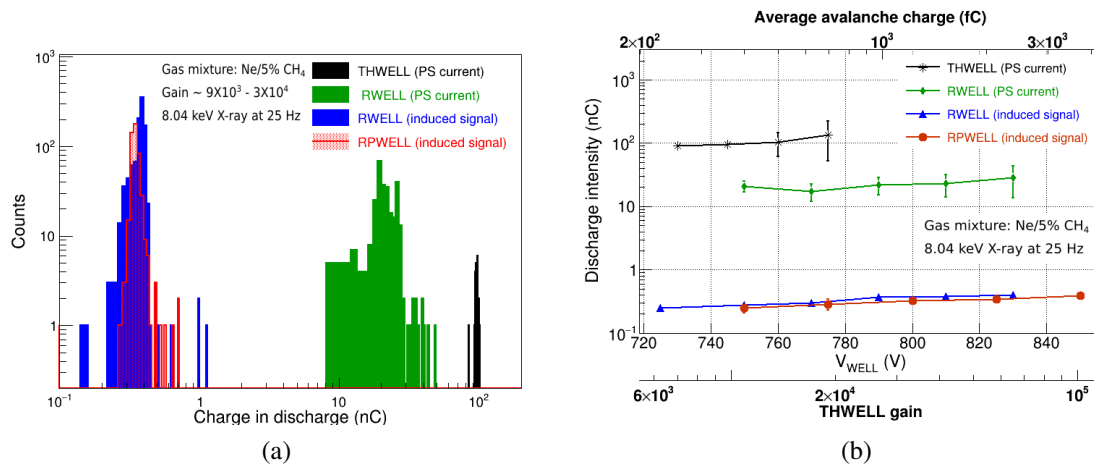 Gas mixture: Ne/5% CH₄
Gain ~ 9X10³ - 3X10⁴
8.04 keV X-ray at 25 Hz
THWELL (PS current)
RWELL (PS current)
RWELL (induced signal)
RPWELL (induced signal)
Counts
10³
10²
10
1
10⁻¹ 1 10 10²
Charge in discharge (nC)
(a)
Average avalanche charge (fC)
2×10² 10³ 3×10³
THWELL (PS current)
RWELL (PS current)
RWELL (induced signal)
RPWELL (induced signal)
Gas mixture: Ne/5% CH₄
8.04 keV X-ray at 25 Hz
Discharge intensity (nC)
10³
10²
10
1
10⁻¹
720 740 760 780 800 820 840
V_WELL (V)
6×10³ 2×10⁴ 10⁵
THWELL gain
(b)